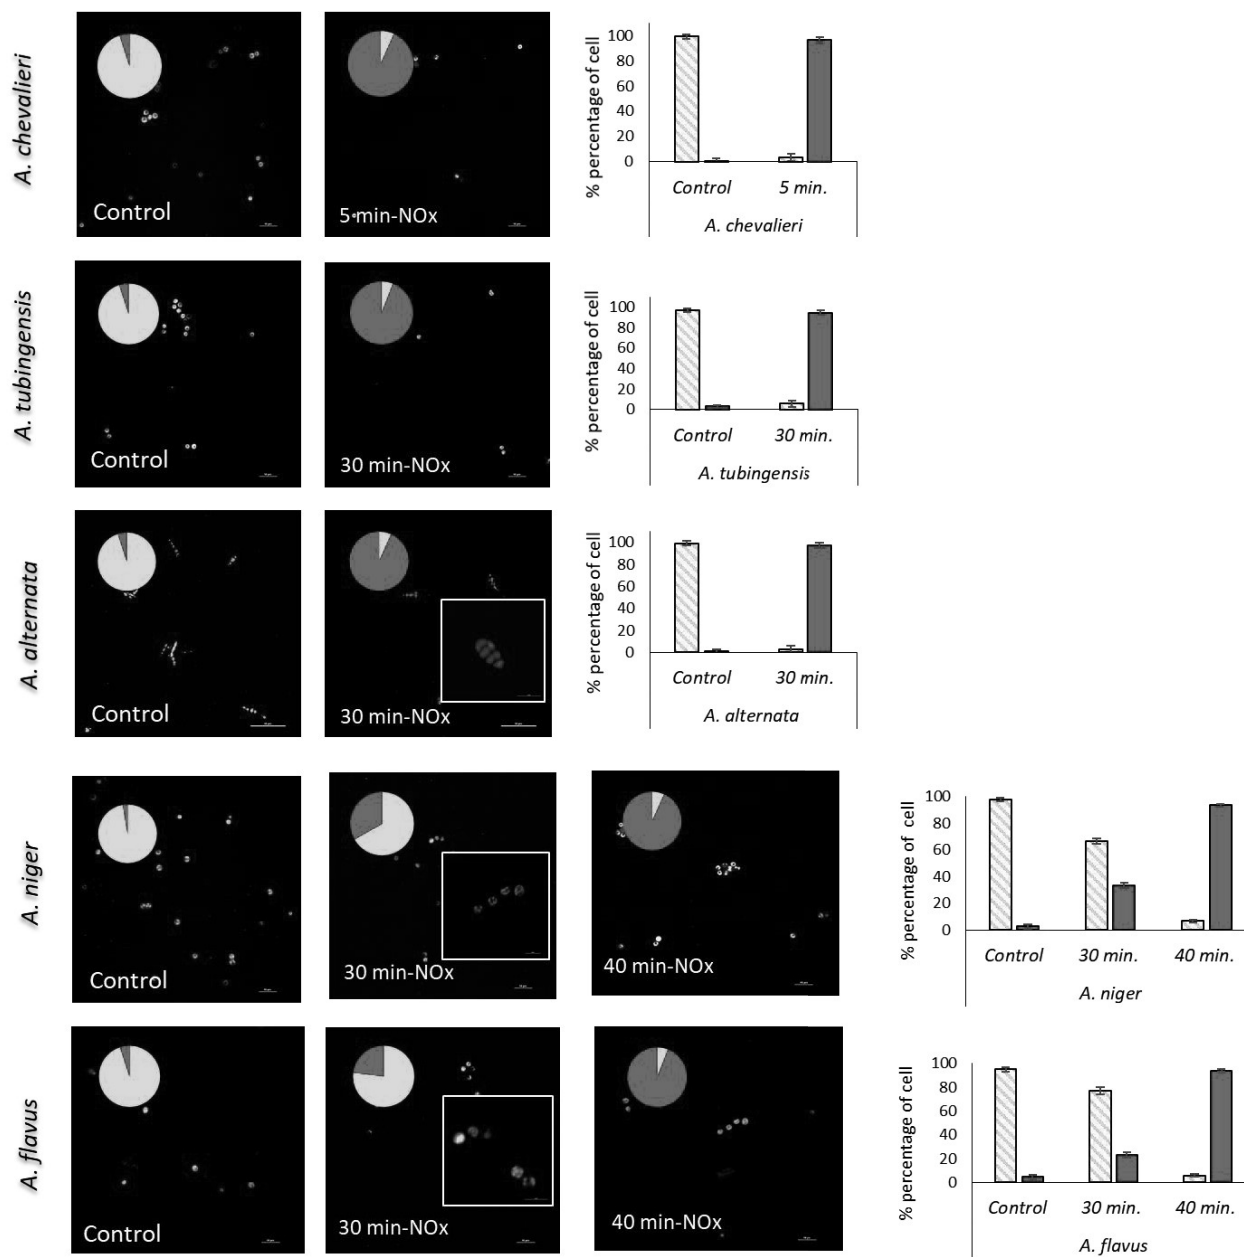 A. chevalieri
Control
5 min-NOx
% percentage of cell
100
80
60
40
20
0
Control 5 min.
A. chevalieri
A. tubingensis
Control
30 min-NOx
% percentage of cell
100
80
60
40
20
0
Control 30 min.
A. tubingensis
A. alternata
Control
30 min-NOx
% percentage of cell
100
80
60
40
20
0
Control 30 min.
A. alternata
A. niger
Control
30 min-NOx
40 min-NOx
% percentage of cell
100
80
60
40
20
0
Control 30 min. 40 min.
A. niger
A. flavus
Control
30 min-NOx
40 min-NOx
% percentage of cell
100
80
60
40
20
0
Control 30 min. 40 min.
A. flavus